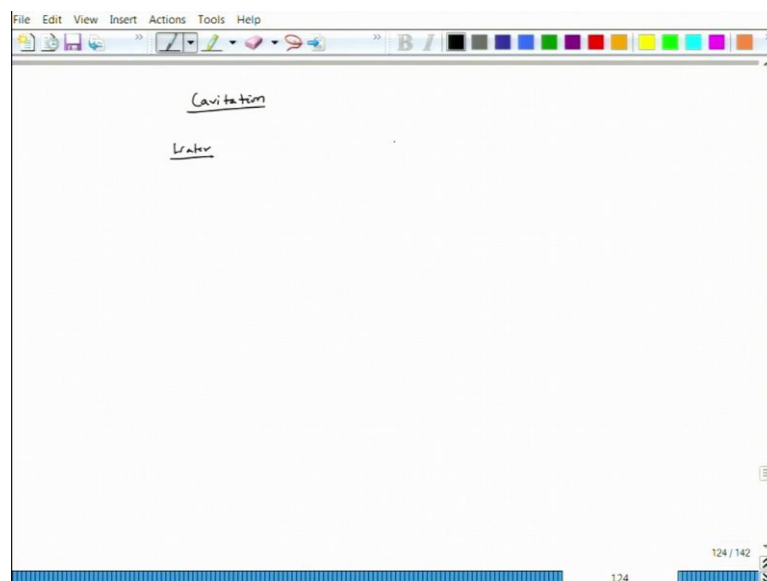 File Edit View Insert Actions Tools Help
B I
Cavitation
Water
124 / 142
124